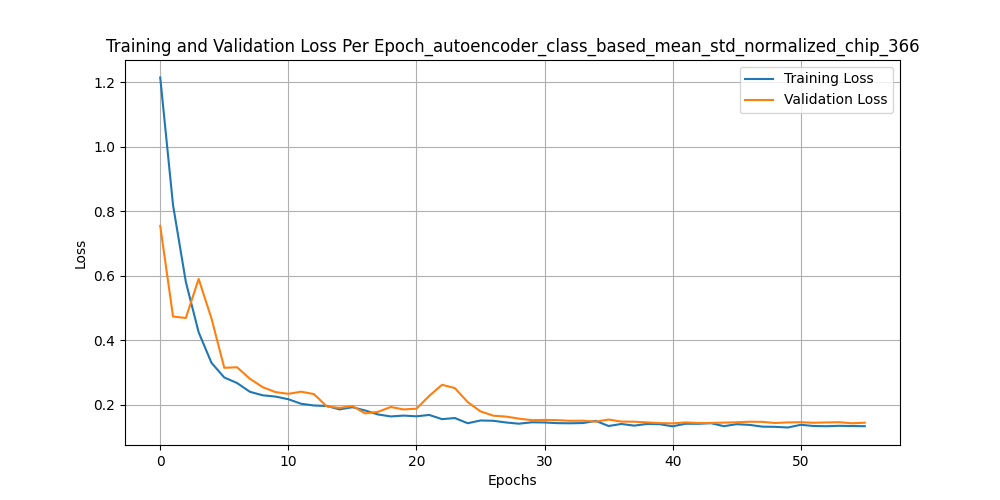 Training and Validation Loss Per Epoch_autoencoder_class_based_mean_std_normalized_chip_366
Training Loss
Validation Loss
1.2
1.0
0.8
0.6
0.4
0.2
Loss
0 10 20 30 40 50
Epochs